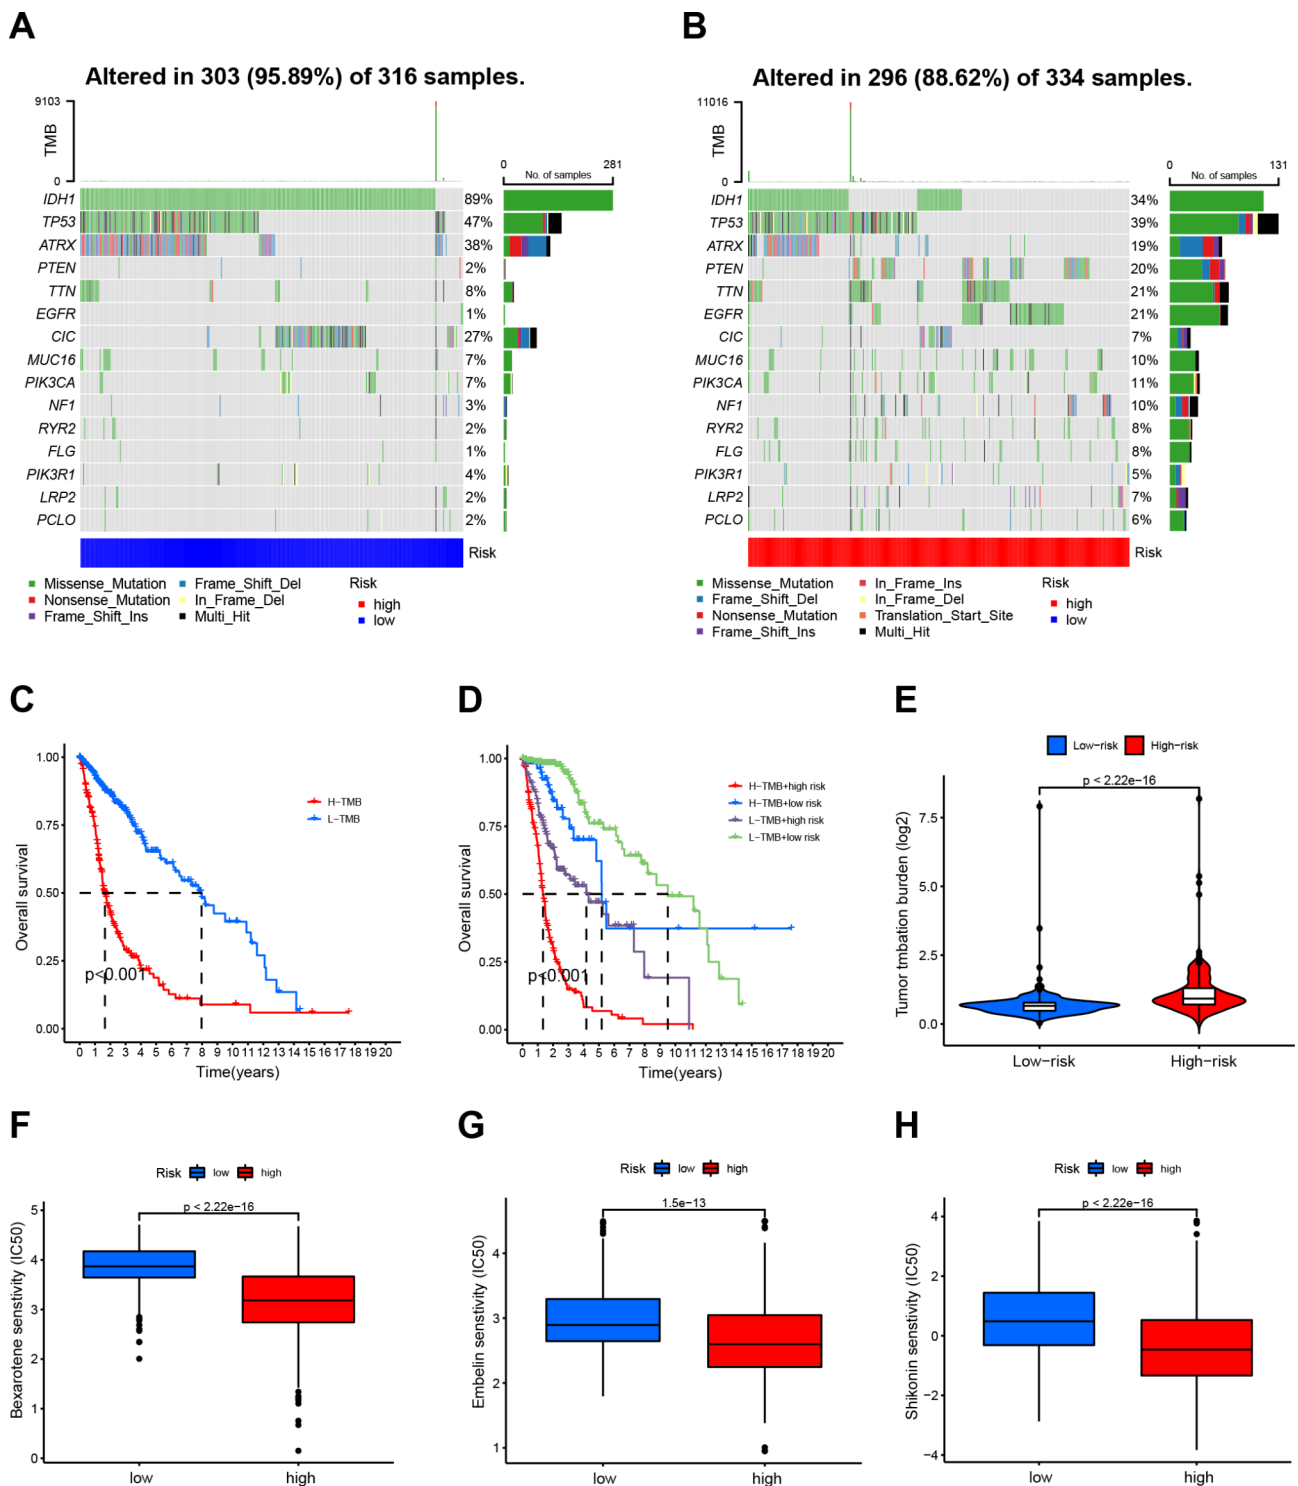 A
Altered in 303 (95.89%) of 316 samples.
9103
TMB
0
0 281
No. of samples
IDH1 89%
TP53 47%
ATRX 38%
PTEN 2%
TTN 8%
EGFR 1%
CIC 27%
MUC16 7%
PIK3CA 7%
NF1 3%
RYR2 2%
FLG 1%
PIK3R1 4%
LRP2 2%
PCLO 2%
Risk
Missense_Mutation Frame_Shift_Del Risk
Nonsense_Mutation In_Frame_Del high
Frame_Shift_Ins Multi_Hit low
B
Altered in 296 (88.62%) of 334 samples.
11016
TMB
0
0 131
No. of samples
IDH1 34%
TP53 39%
ATRX 19%
PTEN 20%
TTN 21%
EGFR 21%
CIC 7%
MUC16 10%
PIK3CA 11%
NF1 10%
RYR2 8%
FLG 8%
PIK3R1 5%
LRP2 7%
PCLO 6%
Risk
Missense_Mutation In_Frame_Ins Risk
Frame_Shift_Del In_Frame_Del high
Nonsense_Mutation Translation_Start_Site low
Frame_Shift_Ins Multi_Hit
C
1.00
0.75
0.50
0.25
0.00
Overall survival
H−TMB
L−TMB
p<0.001
0 1 2 3 4 5 6 7 8 9 10 11 12 13 14 15 16 17 18 19 20
Time(years)
D
1.00
0.75
0.50
0.25
0.00
Overall survival
H−TMB+high risk
H−TMB+low risk
L−TMB+high risk
L−TMB+low risk
p<0.001
0 1 2 3 4 5 6 7 8 9 10 11 12 13 14 15 16 17 18 19 20
Time(years)
E
Low−risk High−risk
p < 2.22e−16
7.5
5.0
2.5
0.0
Tumor tmbation burden (log2)
Low−risk High−risk
F
Risk low high
p < 2.22e−16
5
4
3
2
1
0
Bexarotene senstivity (IC50)
low high
G
Risk low high
1.5e−13
4
3
2
1
Embelin senstivity (IC50)
low high
H
Risk low high
p < 2.22e−16
4
2
0
−2
−4
Shikonin senstivity (IC50)
low high